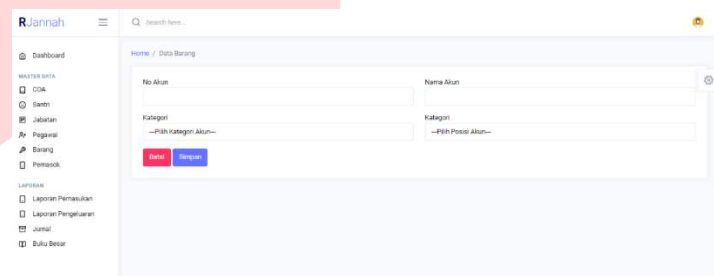 RJannah
Search here...
Dashboard
MASTER DATA
COA
Santri
Jabatan
Pegawai
Barang
Pemasok
LAPORAN
Laporan Pemasukan
Laporan Pengeluaran
Jurnal
Buku Besar
Home / Data Barang
No Akun
Nama Akun
Kategori
Kategori
---Pilih Kategori Akun---
---Pilih Posisi Akun---
Batal Simpan